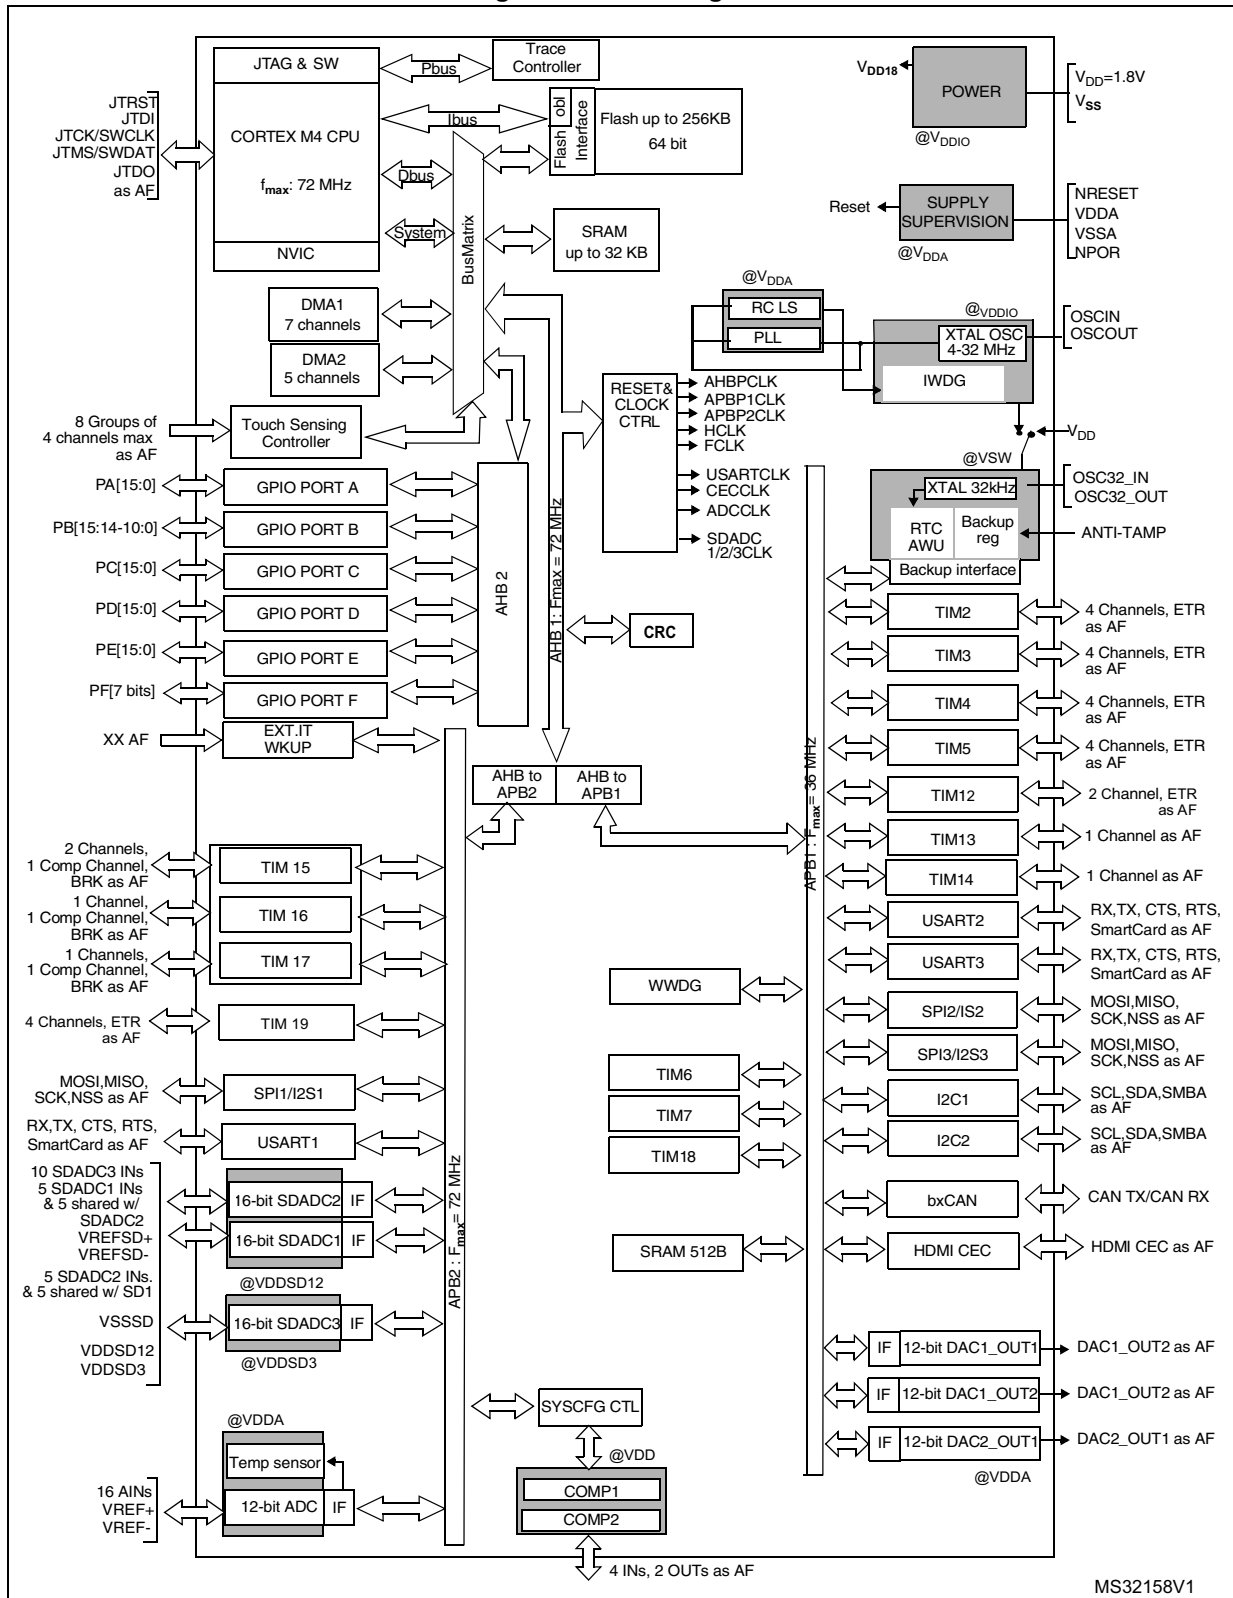 JTAG & SW
Pbus
Trace
Controller
JTRST
JTDI
JTCK/SWCLK
JTMS/SWDAT
JTDO
as AF
CORTEX M4 CPU
fmax: 72 MHz
NVIC
Ibus
Dbus
System
BusMatrix
Flash
obl
Interface
Flash up to 256KB
64 bit
SRAM
up to 32 KB
VDD18
POWER
VDD=1.8V
VSS
@VDDIO
Reset
SUPPLY
SUPERVISION
NRESET
VDDA
VSSA
NPOR
@VDDA
DMA1
7 channels
DMA2
5 channels
8 Groups of
4 channels max
as AF
Touch Sensing
Controller
@VDDA
RC LS
PLL
@VDDIO
XTAL OSC
4-32 MHz
IWDG
OSCIN
OSCOUT
RESET&
CLOCK
CTRL
AHBPCLK
APBP1CLK
APBP2CLK
HCLK
FCLK
USARTCLK
CECCLK
ADCCLK
SDADC
1/2/3CLK
VDD
@VSW
XTAL 32kHz
OSC32_IN
OSC32_OUT
RTC
AWU
Backup
reg
ANTI-TAMP
Backup interface
PA[15:0]
GPIO PORT A
PB[15:14-10:0]
GPIO PORT B
PC[15:0]
GPIO PORT C
PD[15:0]
GPIO PORT D
PE[15:0]
GPIO PORT E
PF[7 bits]
GPIO PORT F
AHB 2
AHB 1: Fmax = 72 MHz
CRC
XX AF
EXT.IT
WKUP
AHB to
APB2
AHB to
APB1
2 Channels,
1 Comp Channel,
BRK as AF
TIM 15
1 Channel,
1 Comp Channel,
BRK as AF
TIM 16
1 Channels,
1 Comp Channel,
BRK as AF
TIM 17
4 Channels, ETR
as AF
TIM 19
MOSI,MISO,
SCK,NSS as AF
SPI1/I2S1
RX,TX, CTS, RTS,
SmartCard as AF
USART1
10 SDADC3 INs
5 SDADC1 INs
& 5 shared w/
SDADC2
VREFSD+
VREFSD-
5 SDADC2 INs.
& 5 shared w/ SD1
VSSSD
VDDSD12
VDDSD3
16-bit SDADC2
IF
16-bit SDADC1
IF
@VDDSD12
16-bit SDADC3
IF
@VDDSD3
@VDDA
Temp sensor
16 AINs
VREF+
VREF-
12-bit ADC
IF
APB2 : Fmax= 72 MHz
SYSCFG CTL
@VDD
COMP1
COMP2
4 INs, 2 OUTs as AF
WWDG
TIM6
TIM7
TIM18
SRAM 512B
APB1 : Fmax= 36 MHz
TIM2
4 Channels, ETR
as AF
TIM3
4 Channels, ETR
as AF
TIM4
4 Channels, ETR
as AF
TIM5
4 Channels, ETR
as AF
TIM12
2 Channel, ETR
as AF
TIM13
1 Channel as AF
TIM14
1 Channel as AF
USART2
RX,TX, CTS, RTS,
SmartCard as AF
USART3
RX,TX, CTS, RTS,
SmartCard as AF
SPI2/IS2
MOSI,MISO,
SCK,NSS as AF
SPI3/I2S3
MOSI,MISO,
SCK,NSS as AF
I2C1
SCL,SDA,SMBA
as AF
I2C2
SCL,SDA,SMBA
as AF
bxCAN
CAN TX/CAN RX
HDMI CEC
HDMI CEC as AF
IF
12-bit DAC1_OUT1
DAC1_OUT2 as AF
IF
12-bit DAC1_OUT2
DAC1_OUT2 as AF
IF
12-bit DAC2_OUT1
DAC2_OUT1 as AF
@VDDA
MS32158V1